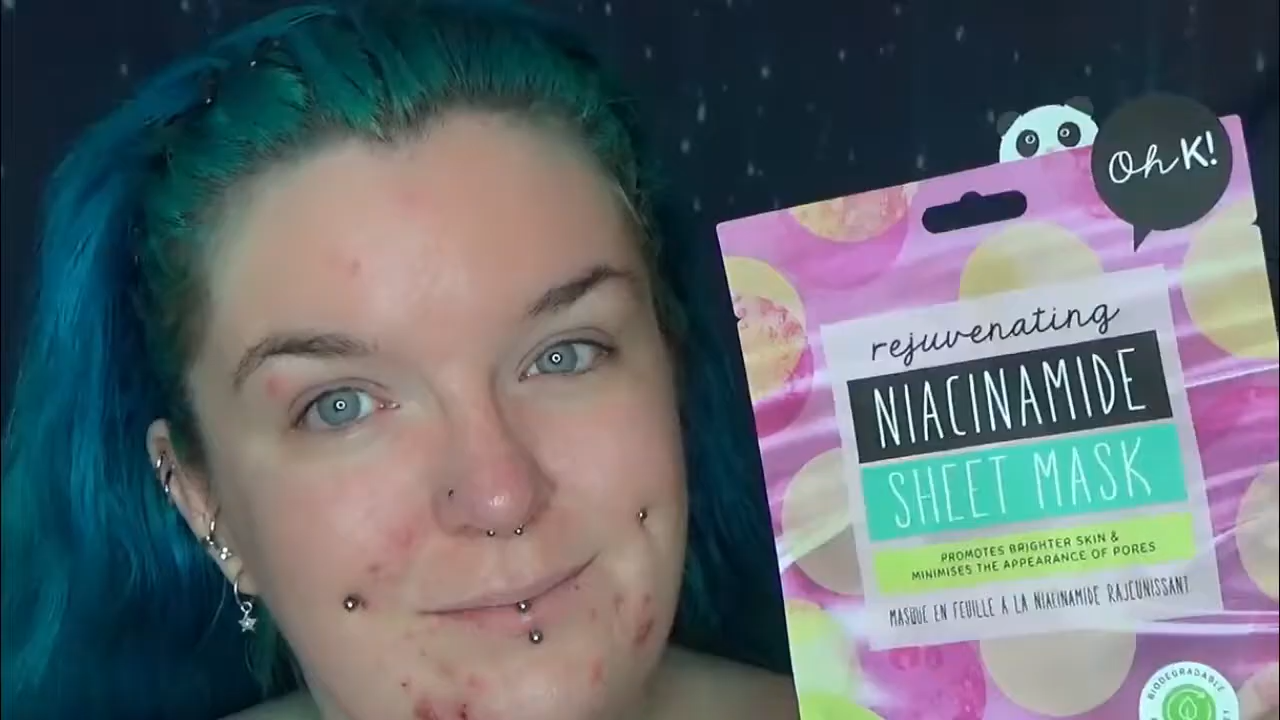 Oh K!
rejuvenating
NIACINAMIDE
SHEET MASK
PROMOTES BRIGHTER SKIN &
MINIMISES THE APPEARANCE OF PORES
MASQUE EN FEUILLE A LA NIACINAMIDE RAJEUNISSANT
BIODEGRADABLE